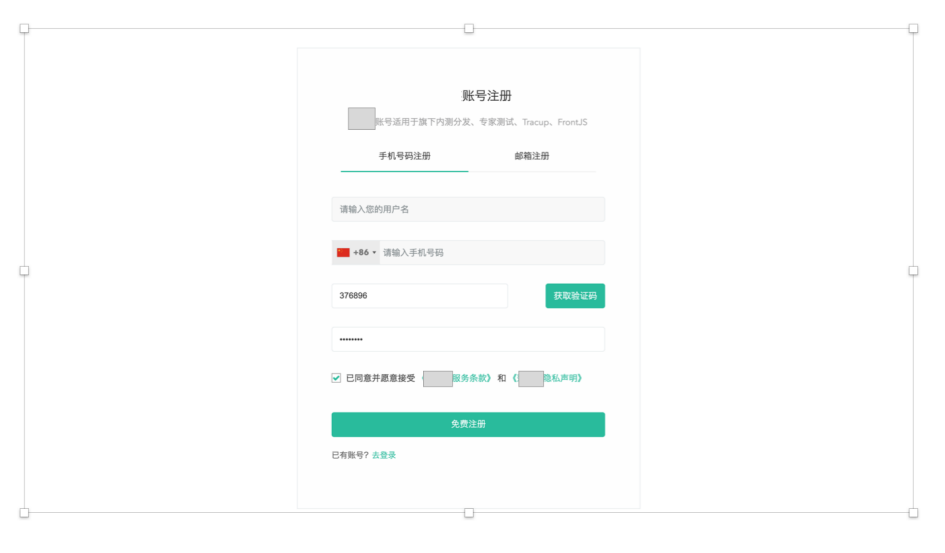 账号注册
账号适用于旗下内测分发、专家测试、Tracup、FrontJS
手机号码注册 邮箱注册
请输入您的用户名
+86 请输入手机号码
376896 获取验证码
••••••••
已同意并愿意接受 服务条款》 和 《 隐私声明》
免费注册
已有账号? 去登录